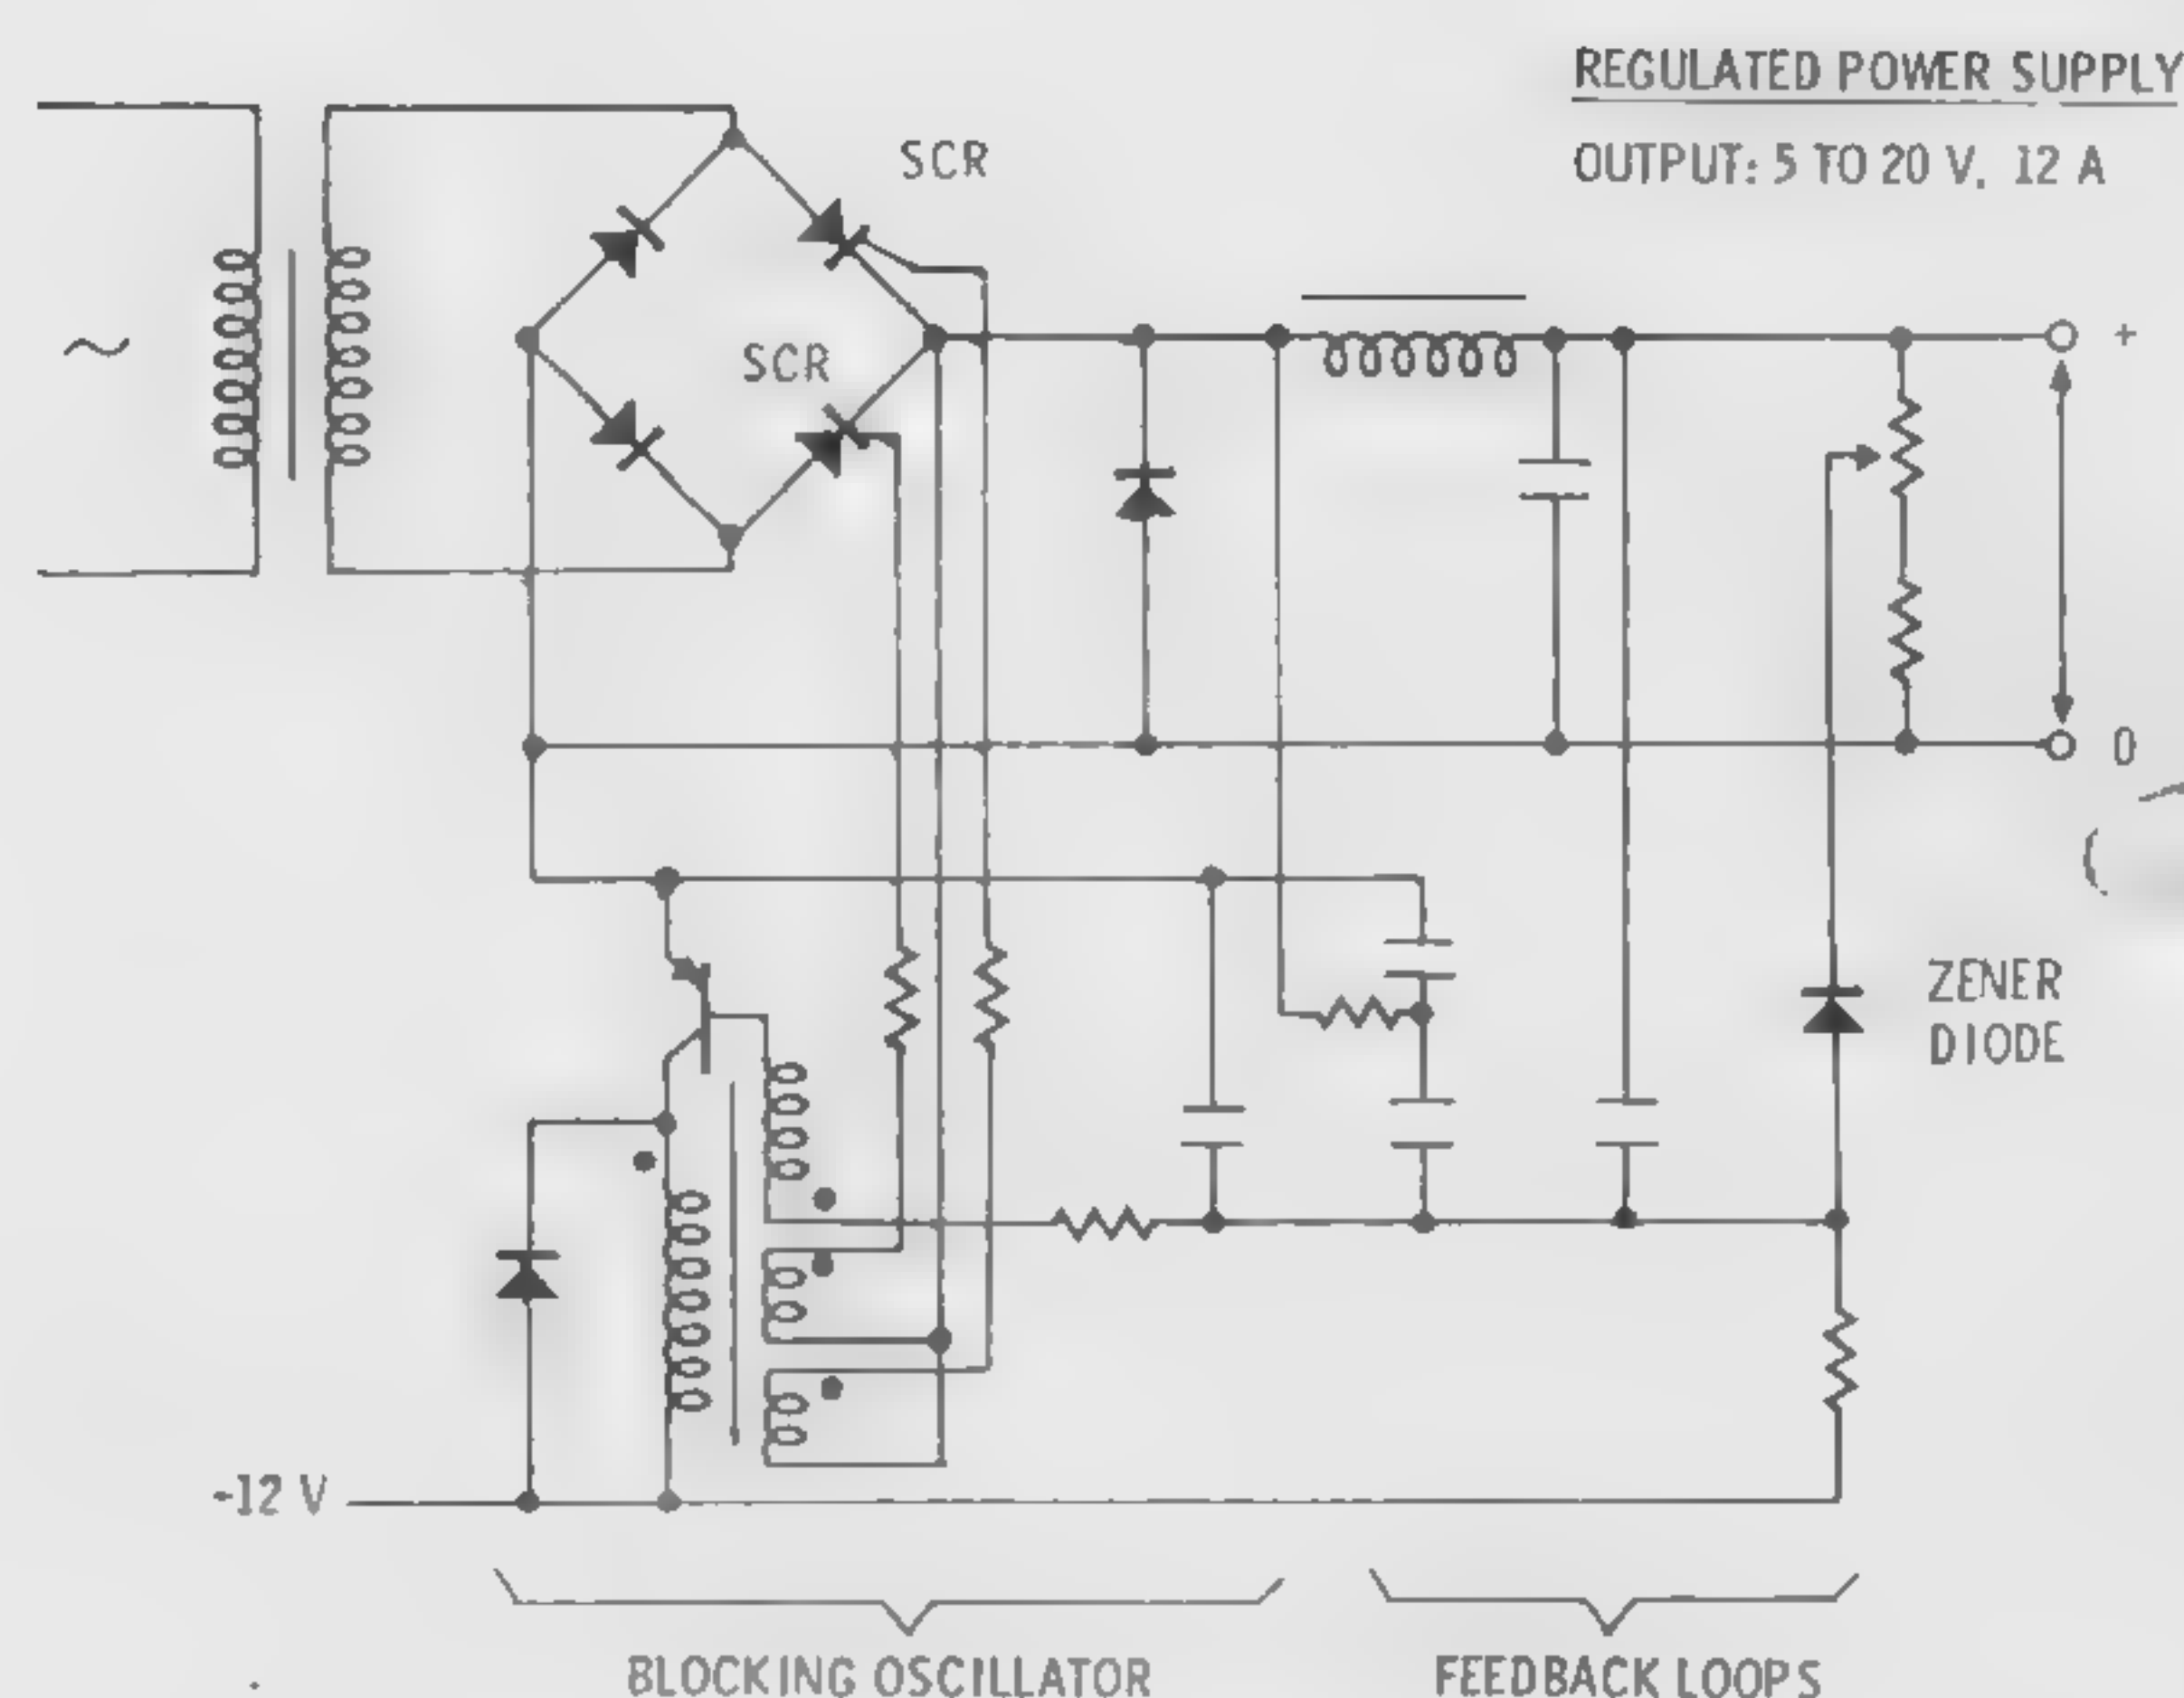 REGULATED POWER SUPPLY
OUTPUT: 5 TO 20 V, 12 A
SCR
SCR
~
+
0
ZENER
DIODE
-12 V
BLOCKING OSCILLATOR
FEEDBACK LOOPS